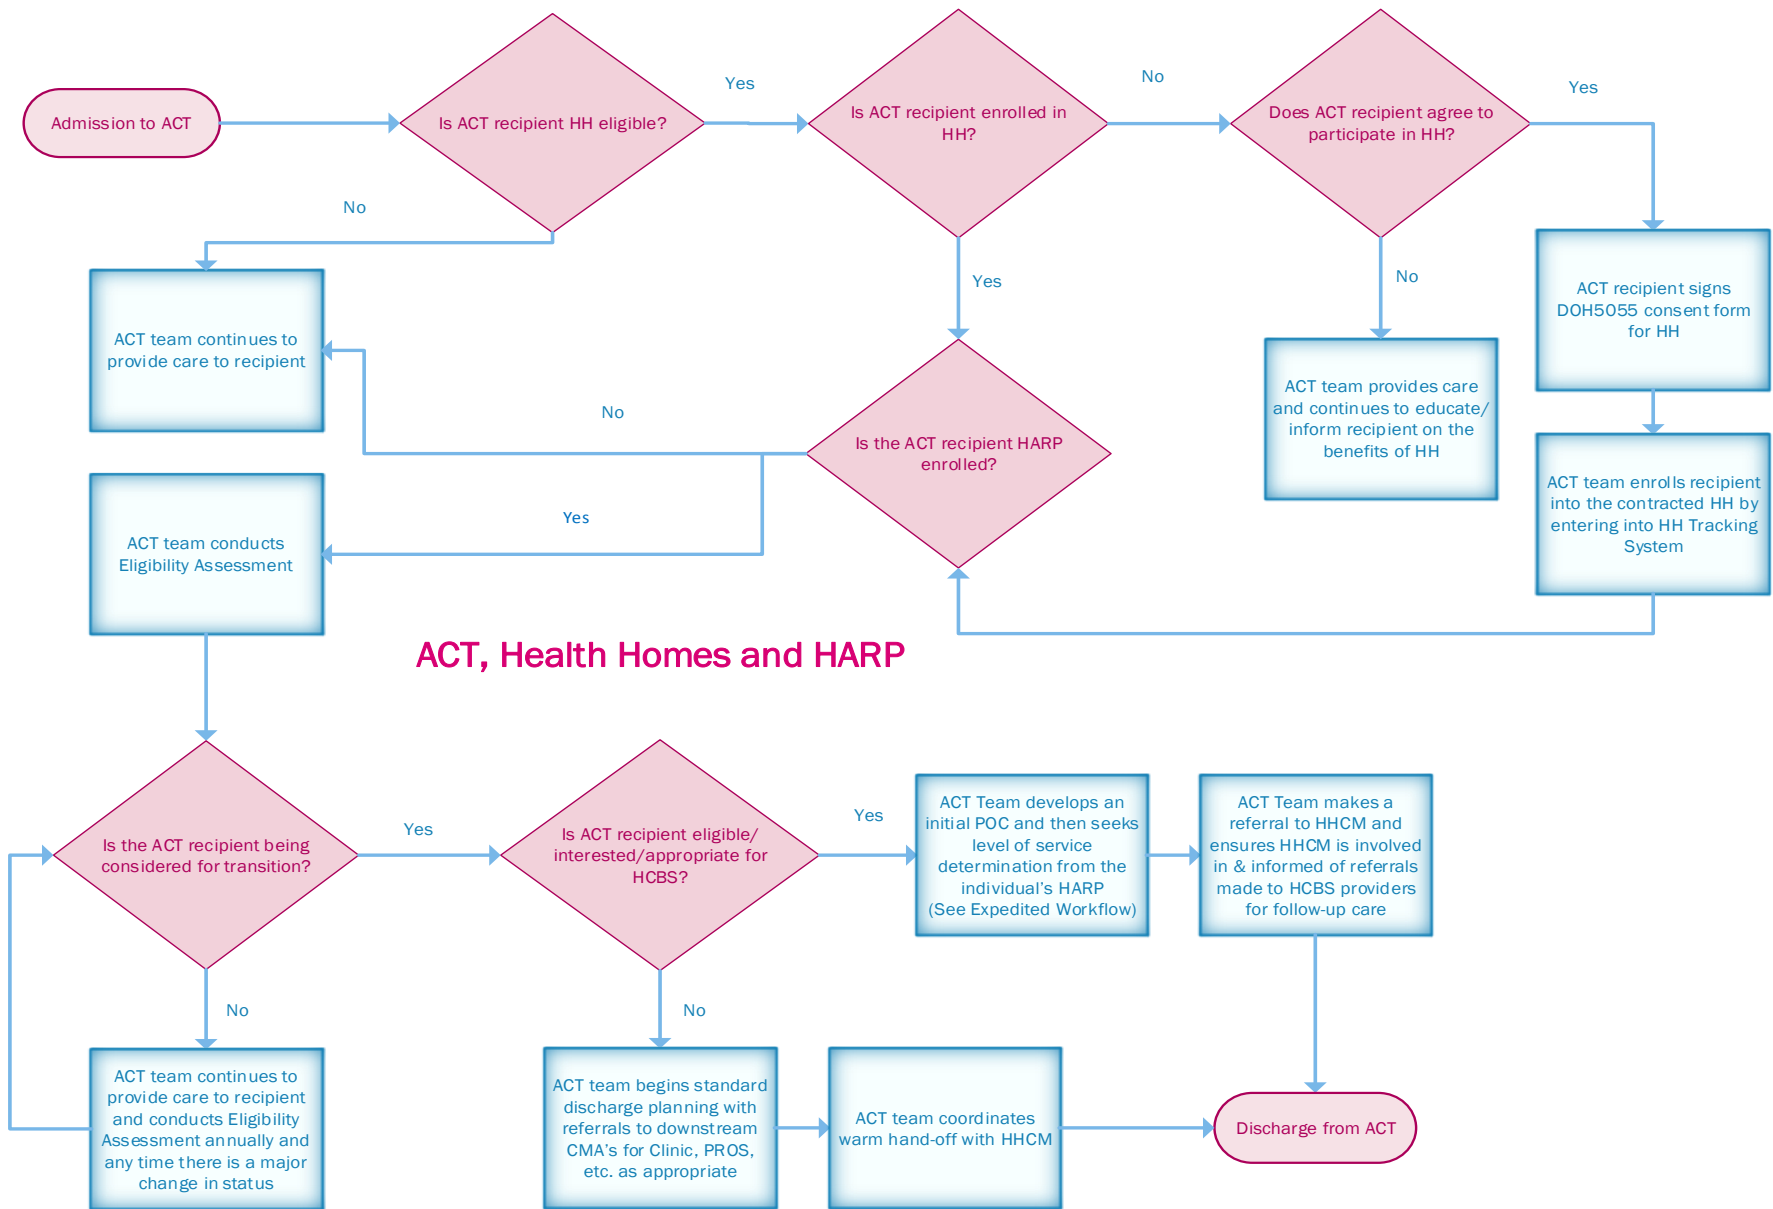 Admission to ACT
Is ACT recipient HH eligible?
Yes
Is ACT recipient enrolled in
HH?
No
Does ACT recipient agree to
participate in HH?
Yes
No
Yes
No
ACT team continues to
provide care to recipient
ACT recipient signs
DOH5055 consent form
for HH
ACT team provides care
and continues to educate/
inform recipient on the
benefits of HH
No
Is the ACT recipient HARP
enrolled?
ACT team enrolls recipient
into the contracted HH by
entering into HH Tracking
System
Yes
ACT team conducts
Eligibility Assessment
ACT, Health Homes and HARP
Is the ACT recipient being
considered for transition?
Yes
Is ACT recipient eligible/
interested/appropriate for
HCBS?
Yes
ACT Team develops an
initial POC and then seeks
level of service
determination from the
individual's HARP
(See Expedited Workflow)
ACT Team makes a
referral to HHCM and
ensures HHCM is involved
in & informed of referrals
made to HCBS providers
for follow-up care
No
No
ACT team continues to
provide care to recipient
and conducts Eligibility
Assessment annually and
any time there is a major
change in status
ACT team begins standard
discharge planning with
referrals to downstream
CMA's for Clinic, PROS,
etc. as appropriate
ACT team coordinates
warm hand-off with HHCM
Discharge from ACT